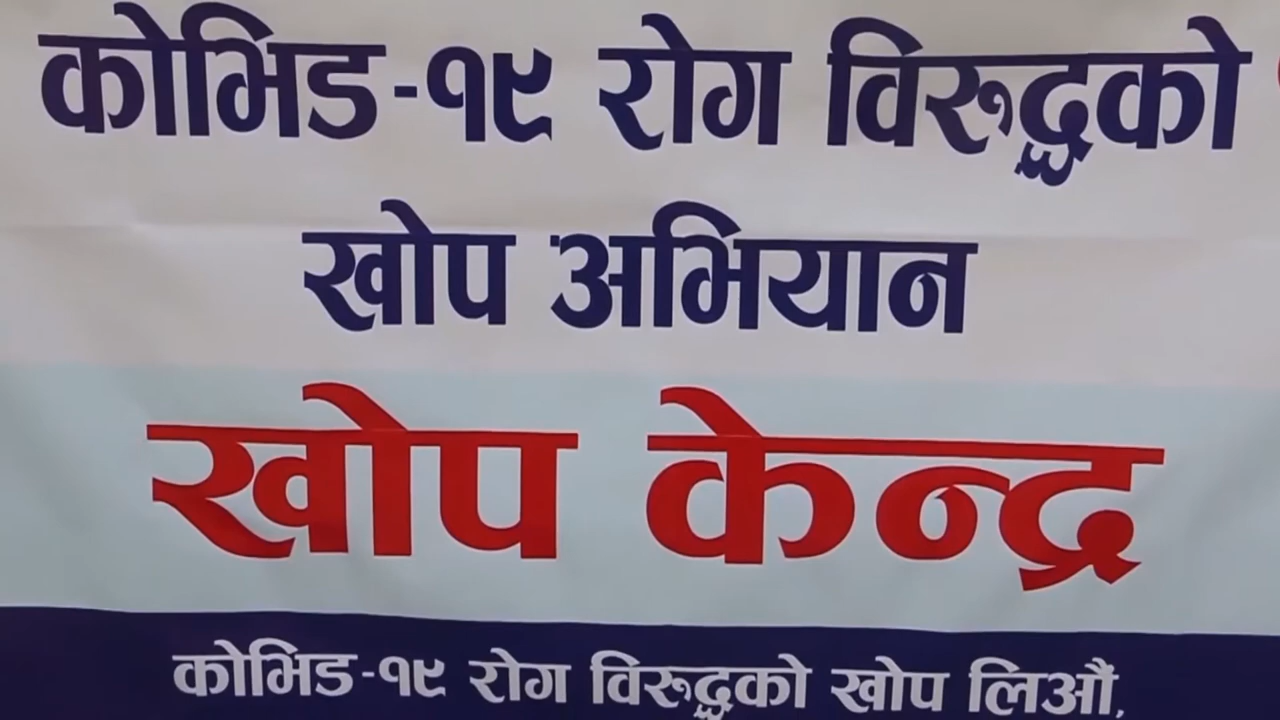 कोभिड-१९ रोग विरुद्धको
खोप अभियान
खोप केन्द्र
कोभिड-१९ रोग विरुद्धको खोप लिऔं,